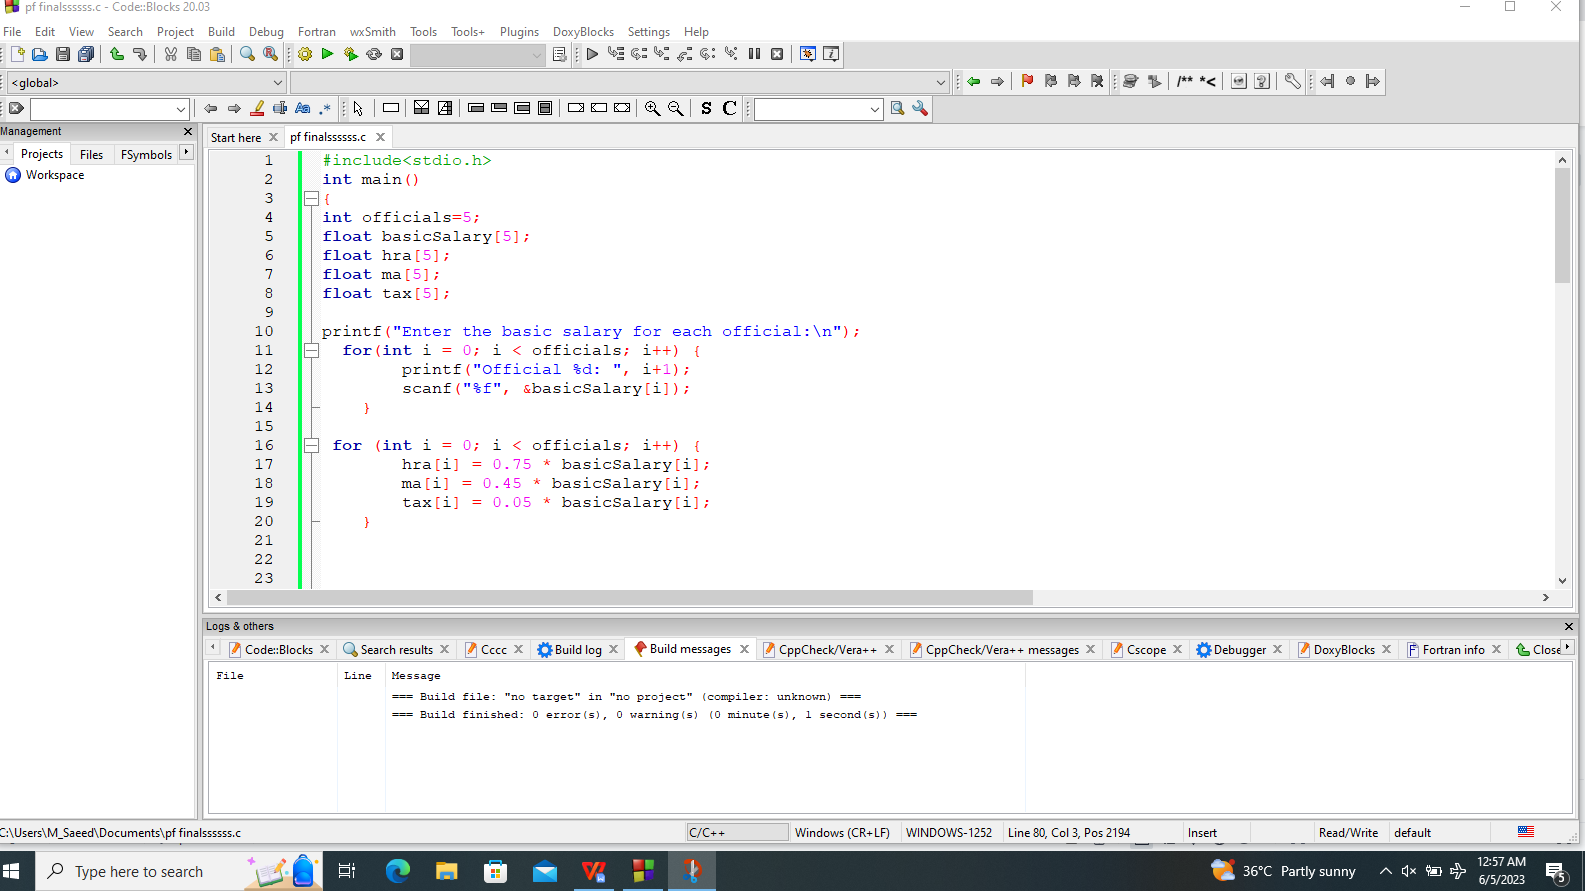 pf finalssssss.c - Code::Blocks 20.03
File Edit View Search Project Build Debug Fortran wxSmith Tools Tools+ Plugins DoxyBlocks Settings Help
<global>
/** *<
Aa .*
S C
Management
Projects Files FSymbols
Workspace
Start here pf finalssssss.c
1 #include<stdio.h>
2 int main()
3 {
4 int officials=5;
5 float basicSalary[5];
6 float hra[5];
7 float ma[5];
8 float tax[5];
9
10 printf("Enter the basic salary for each official:\n");
11 for(int i = 0; i < officials; i++) {
12 printf("Official %d: ", i+1);
13 scanf("%f", &basicSalary[i]);
14 }
15
16 for (int i = 0; i < officials; i++) {
17 hra[i] = 0.75 * basicSalary[i];
18 ma[i] = 0.45 * basicSalary[i];
19 tax[i] = 0.05 * basicSalary[i];
20 }
21
22
23
Logs & others
Code::Blocks Search results Cccc Build log Build messages CppCheck/Vera++ CppCheck/Vera++ messages Cscope Debugger DoxyBlocks Fortran info Close
File Line Message
=== Build file: "no target" in "no project" (compiler: unknown) ===
=== Build finished: 0 error(s), 0 warning(s) (0 minute(s), 1 second(s)) ===
C:\Users\M_Saeed\Documents\pf finalssssss.c C/C++ Windows (CR+LF) WINDOWS-1252 Line 80, Col 3, Pos 2194 Insert Read/Write default
Type here to search 36°C Partly sunny 12:57 AM
6/5/2023 5